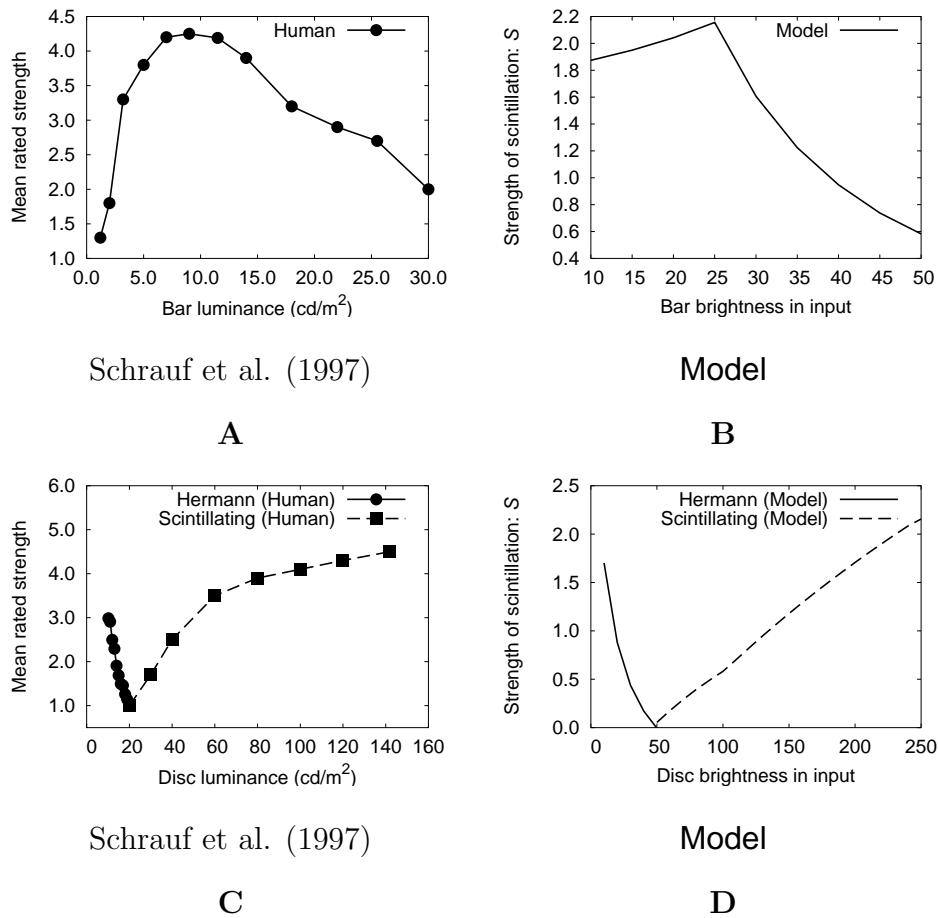 Mean rated strength
4.5
4.0
3.5
3.0
2.5
2.0
1.5
1.0
Human
0.0 5.0 10.0 15.0 20.0 25.0 30.0
Bar luminance (cd/m²)
Schrauf et al. (1997)
A
Strength of scintillation: S
2.2
2.0
1.8
1.6
1.4
1.2
1.0
0.8
0.6
0.4
Model
10 15 20 25 30 35 40 45 50
Bar brightness in input
Model
B
Mean rated strength
6.0
5.0
4.0
3.0
2.0
1.0
Hermann (Human)
Scintillating (Human)
0 20 40 60 80 100 120 140 160
Disc luminance (cd/m²)
Schrauf et al. (1997)
C
Strength of scintillation: S
2.5
2.0
1.5
1.0
0.5
0.0
Hermann (Model)
Scintillating (Model)
0 50 100 150 200 250
Disc brightness in input
Model
D